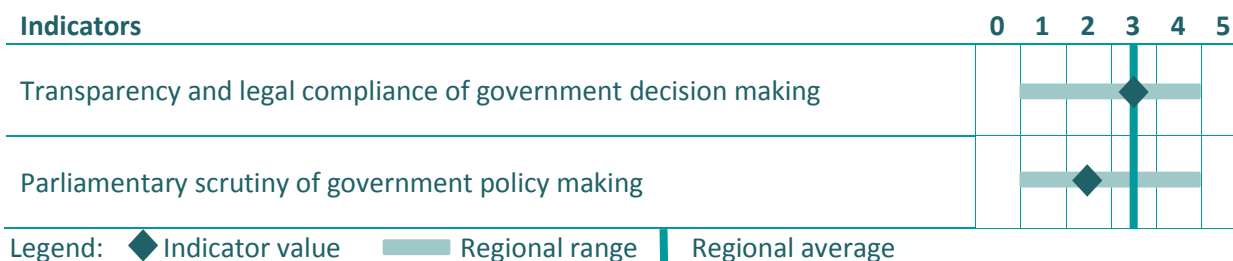 Indicators 0 1 2 3 4 5
Transparency and legal compliance of government decision making
Parliamentary scrutiny of government policy making
Legend: Indicator value Regional range Regional average